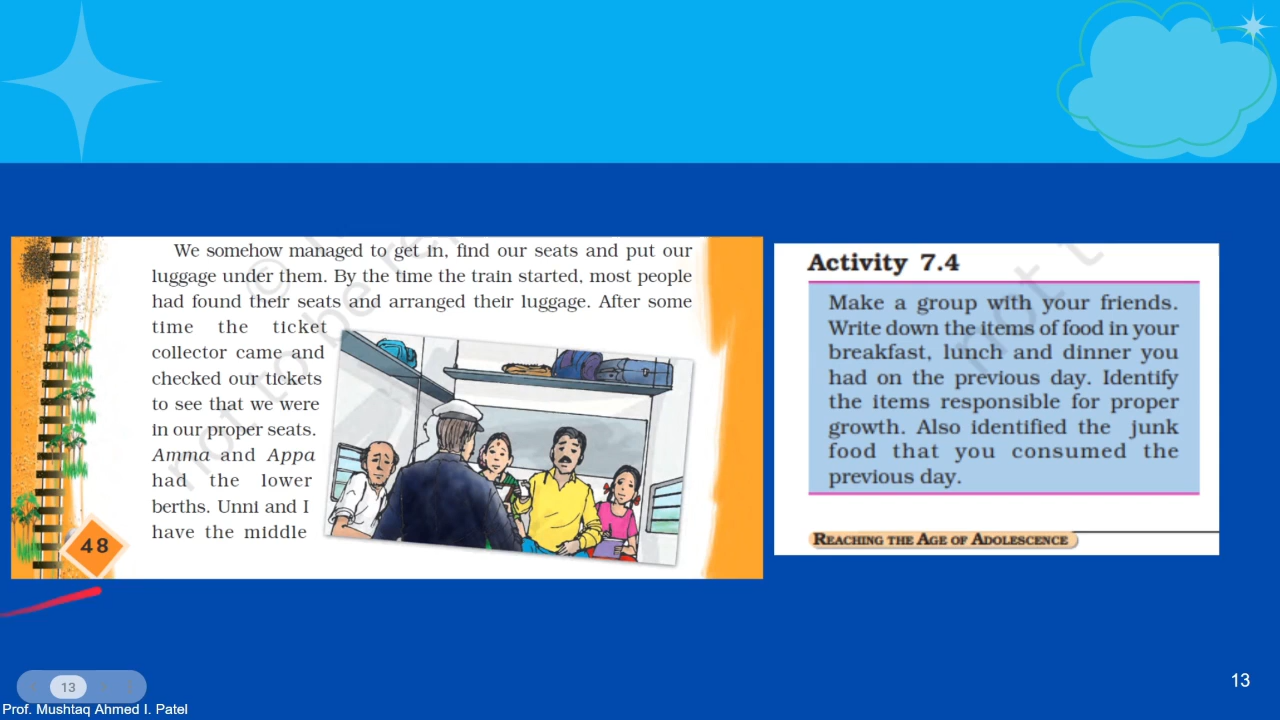 We somehow managed to get in, find our seats and put our
luggage under them. By the time the train started, most people
had found their seats and arranged their luggage. After some
time the ticket
collector came and
checked our tickets
to see that we were
in our proper seats.
Amma and Appa
had the lower
berths. Unni and I
have the middle
48
Activity 7.4
Make a group with your friends.
Write down the items of food in your
breakfast, lunch and dinner you
had on the previous day. Identify
the items responsible for proper
growth. Also identified the junk
food that you consumed the
previous day.
REACHING THE AGE OF ADOLESCENCE
13
13
Prof. Mushtaq Ahmed I. Patel